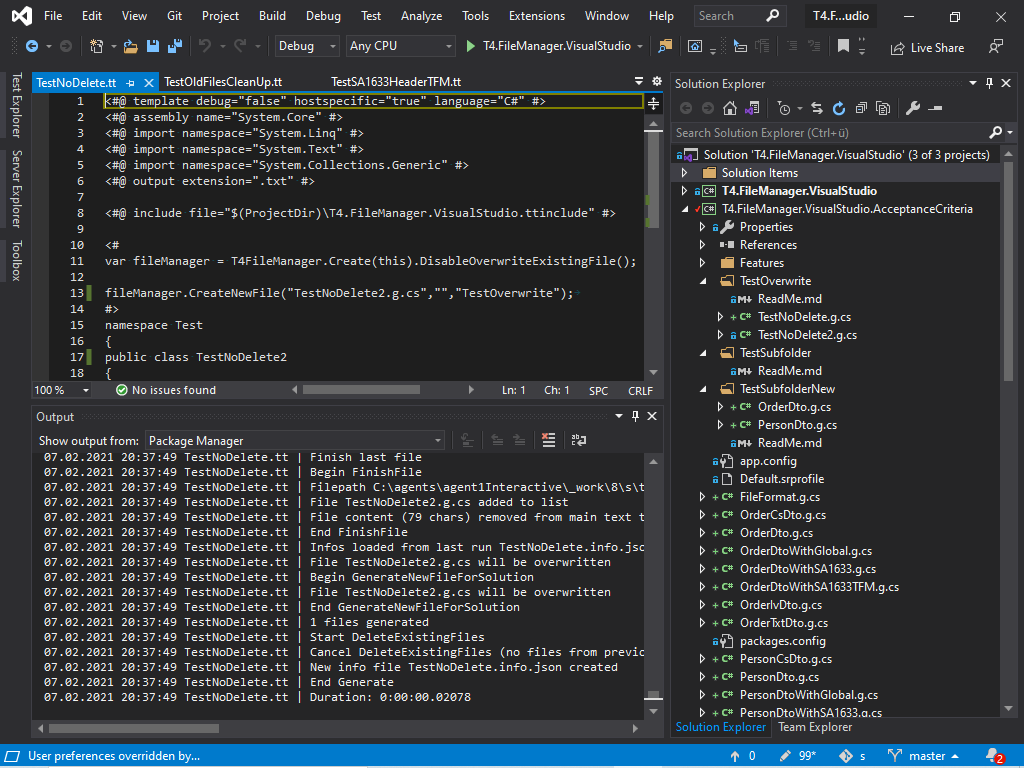 File Edit View Git Project Build Debug Test Analyze Tools Extensions Window Help Search T4.F...udio
Debug Any CPU T4.FileManager.VisualStudio Live Share
Test Explorer
Server Explorer
Toolbox
TestNoDelete.tt TestOldFilesCleanUp.tt TestSA1633HeaderTFM.tt
1 <#@ template debug="false" hostspecific="true" language="C#" #>
2 <#@ assembly name="System.Core" #>
3 <#@ import namespace="System.Linq" #>
4 <#@ import namespace="System.Text" #>
5 <#@ import namespace="System.Collections.Generic" #>
6 <#@ output extension=".txt" #>
7
8 <#@ include file="$(ProjectDir)\T4.FileManager.VisualStudio.ttinclude" #>
9
10 <#
11 var fileManager = T4FileManager.Create(this).DisableOverwriteExistingFile();
12
13 fileManager.CreateNewFile("TestNoDelete2.g.cs","","TestOverwrite");
14 #>
15 namespace Test
16 {
17 public class TestNoDelete2
18 {
100 % No issues found Ln: 1 Ch: 1 SPC CRLF
Output
Show output from: Package Manager
07.02.2021 20:37:49 TestNoDelete.tt | Finish last file
07.02.2021 20:37:49 TestNoDelete.tt | Begin FinishFile
07.02.2021 20:37:49 TestNoDelete.tt | Filepath C:\agents\agent1Interactive\_work\8\s\t
07.02.2021 20:37:49 TestNoDelete.tt | File TestNoDelete2.g.cs added to list
07.02.2021 20:37:49 TestNoDelete.tt | File content (79 chars) removed from main text t
07.02.2021 20:37:49 TestNoDelete.tt | End FinishFile
07.02.2021 20:37:49 TestNoDelete.tt | Infos loaded from last run TestNoDelete.info.jso
07.02.2021 20:37:49 TestNoDelete.tt | File TestNoDelete2.g.cs will be overwritten
07.02.2021 20:37:49 TestNoDelete.tt | Begin GenerateNewFileForSolution
07.02.2021 20:37:49 TestNoDelete.tt | File TestNoDelete2.g.cs will be overwritten
07.02.2021 20:37:49 TestNoDelete.tt | End GenerateNewFileForSolution
07.02.2021 20:37:49 TestNoDelete.tt | 1 files generated
07.02.2021 20:37:49 TestNoDelete.tt | Start DeleteExistingFiles
07.02.2021 20:37:49 TestNoDelete.tt | Cancel DeleteExistingFiles (no files from previo
07.02.2021 20:37:49 TestNoDelete.tt | New info file TestNoDelete.info.json created
07.02.2021 20:37:49 TestNoDelete.tt | End Generate
07.02.2021 20:37:49 TestNoDelete.tt | Duration: 0:00:00.02078
Solution Explorer
Search Solution Explorer (Ctrl+ü)
Solution 'T4.FileManager.VisualStudio' (3 of 3 projects)
Solution Items
C# T4.FileManager.VisualStudio
C# T4.FileManager.VisualStudio.AcceptanceCriteria
Properties
References
Features
TestOverwrite
M ReadMe.md
+ C# TestNoDelete.g.cs
C# TestNoDelete2.g.cs
TestSubfolder
M ReadMe.md
TestSubfolderNew
+ C# OrderDto.g.cs
+ C# PersonDto.g.cs
M ReadMe.md
app.config
Default.srprofile
+ C# FileFormat.g.cs
+ C# OrderCsDto.g.cs
+ C# OrderDto.g.cs
+ C# OrderDtoWithGlobal.g.cs
+ C# OrderDtoWithSA1633.g.cs
+ C# OrderDtoWithSA1633TFM.g.cs
+ C# OrderIvDto.g.cs
+ C# OrderTxtDto.g.cs
packages.config
+ C# PersonCsDto.g.cs
+ C# PersonDto.g.cs
+ C# PersonDtoWithGlobal.g.cs
+ C# PersonDtoWithSA1633.g.cs
Solution Explorer Team Explorer
User preferences overridden by... 0 99* s master 2